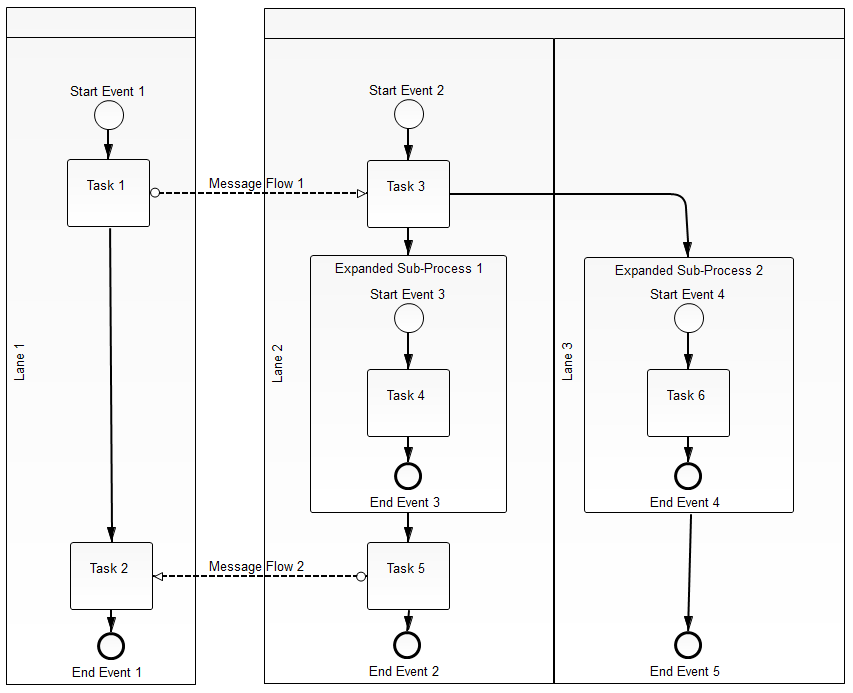 Start Event 1
Start Event 2
Task 1
Message Flow 1
Task 3
Expanded Sub-Process 1
Expanded Sub-Process 2
Start Event 3
Start Event 4
Lane 1
Lane 2
Lane 3
Task 4
Task 6
End Event 3
End Event 4
Task 2
Message Flow 2
Task 5
End Event 1
End Event 2
End Event 5